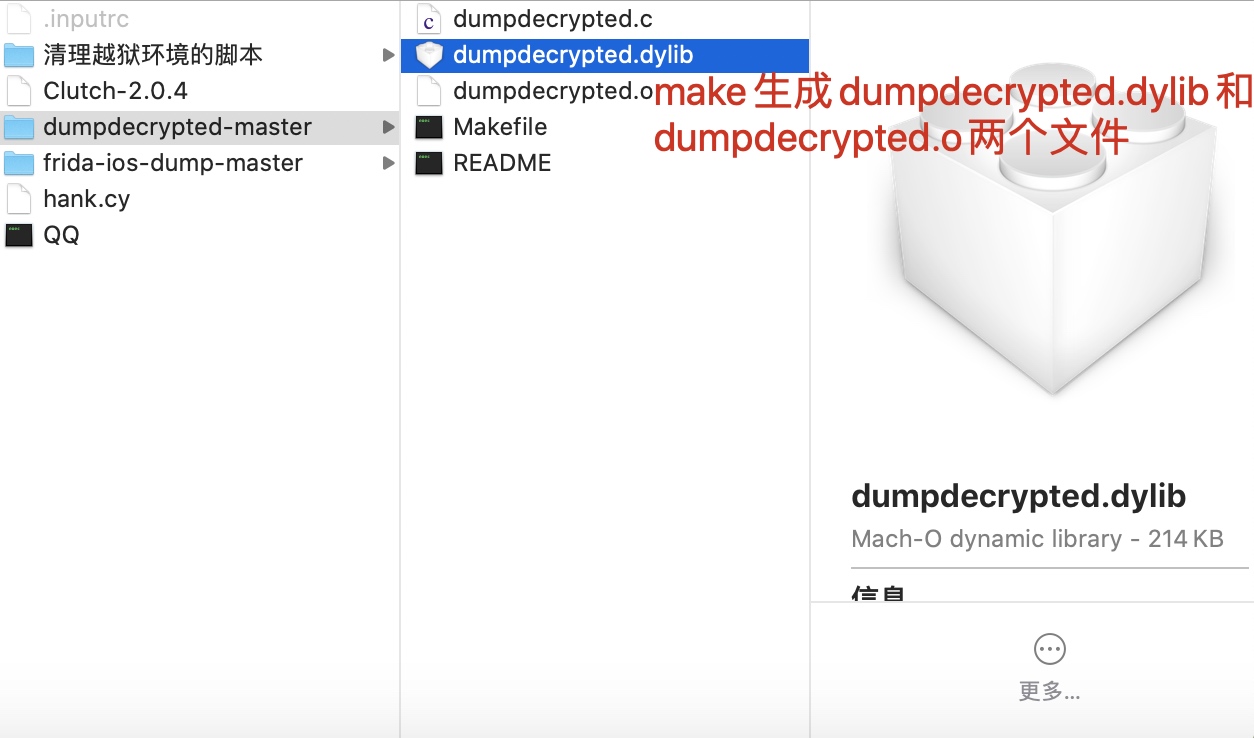 .inputrc
清理越狱环境的脚本
Clutch-2.0.4
dumpdecrypted-master
frida-ios-dump-master
hank.cy
QQ
dumpdecrypted.c
dumpdecrypted.dylib
dumpdecrypted.o
Makefile
README
make 生成 dumpdecrypted.dylib 和
dumpdecrypted.o 两个文件
dumpdecrypted.dylib
Mach-O dynamic library - 214 KB
信息
更多...